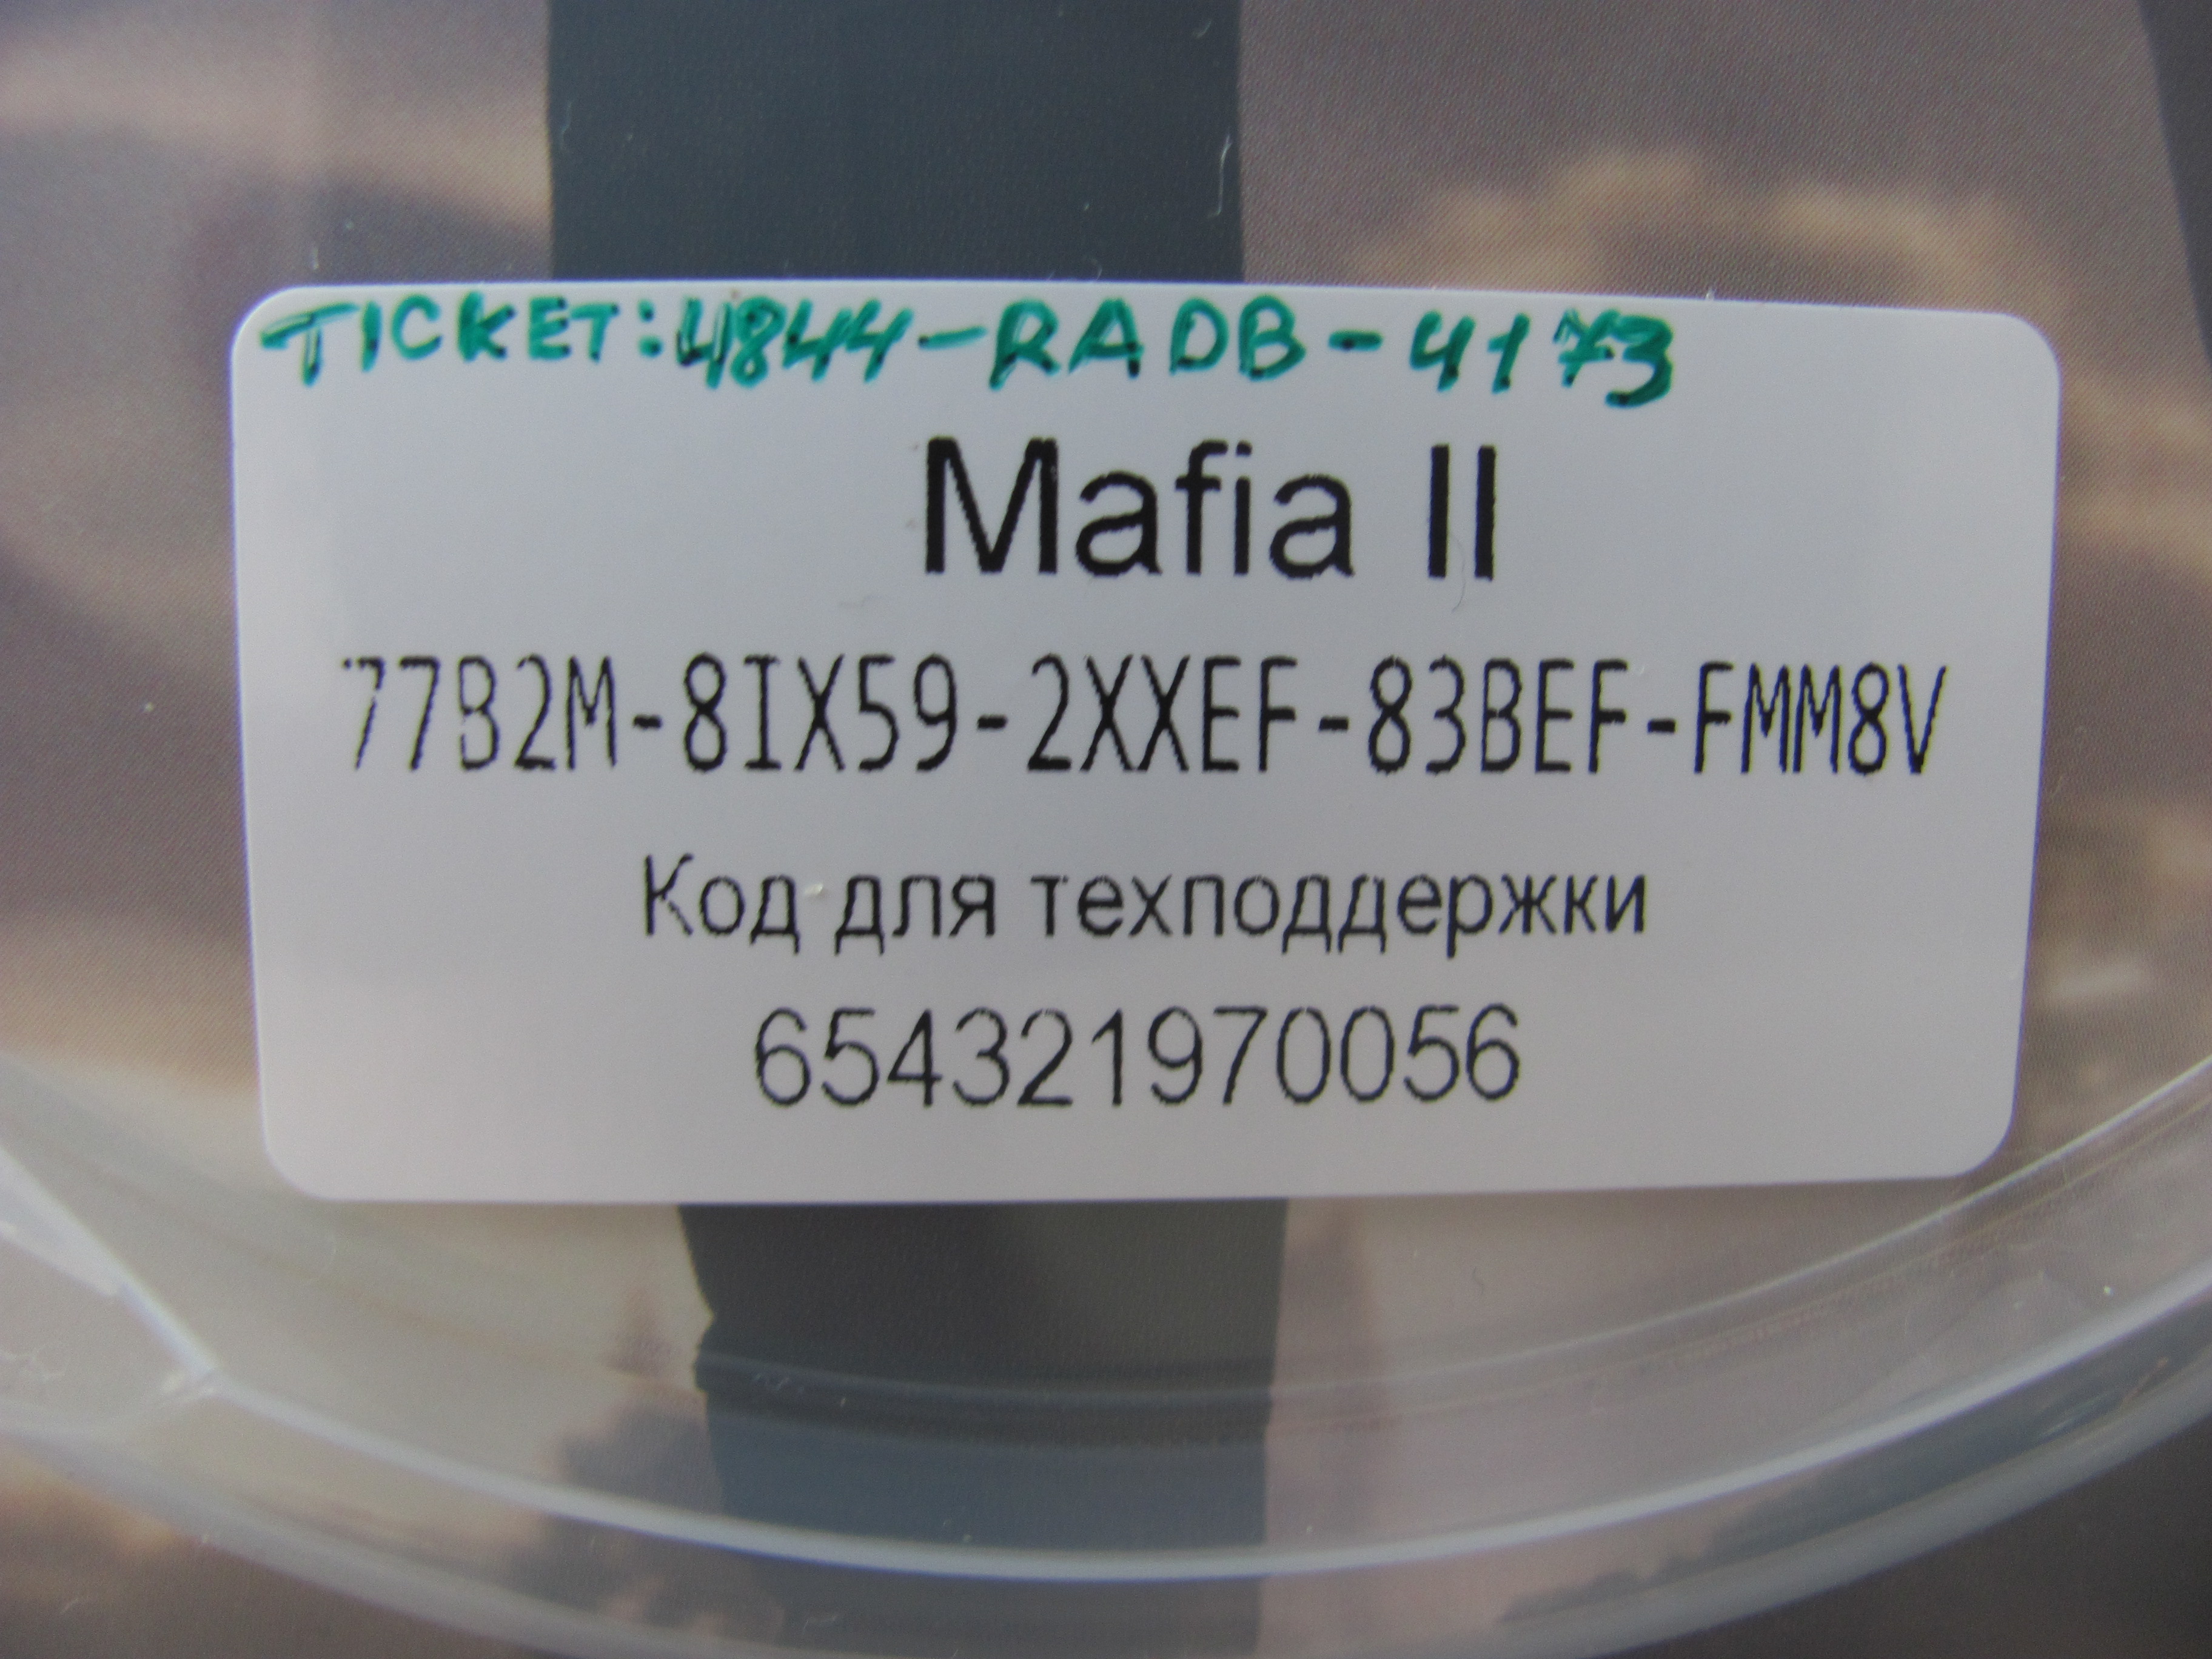 TICKET: 4844-RADB-4173
Mafia II
77B2M-8IX59-2XXEF-83BEF-FMM8V
Код для техподдержки
654321970056